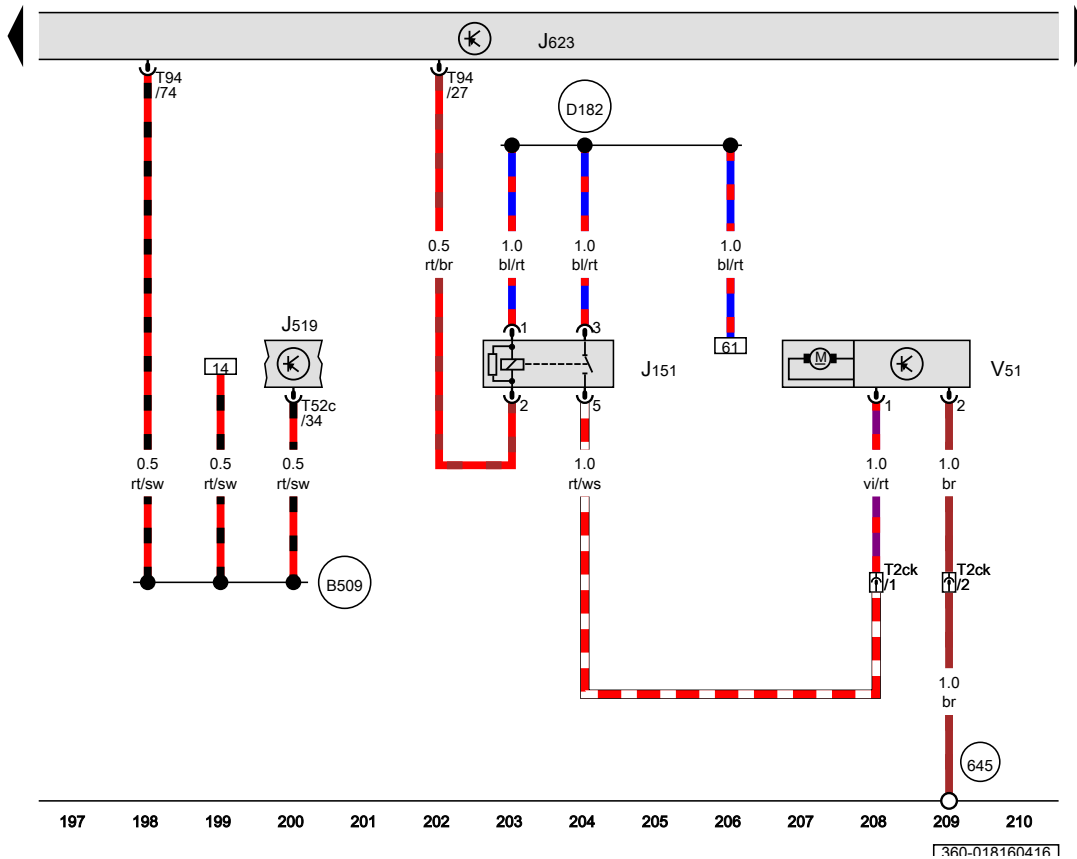 J623
T94
/74
T94
/27
D182
0.5
rt/br
1.0
bl/rt
1.0
bl/rt
1.0
bl/rt
J519
14
T52c
/34
1
3
J151
2
5
61
M
V51
1
2
0.5
rt/sw
0.5
rt/sw
0.5
rt/sw
1.0
rt/ws
1.0
vi/rt
1.0
br
B509
T2ck
/1
T2ck
/2
1.0
br
645
197 198 199 200 201 202 203 204 205 206 207 208 209 210
360-018160416